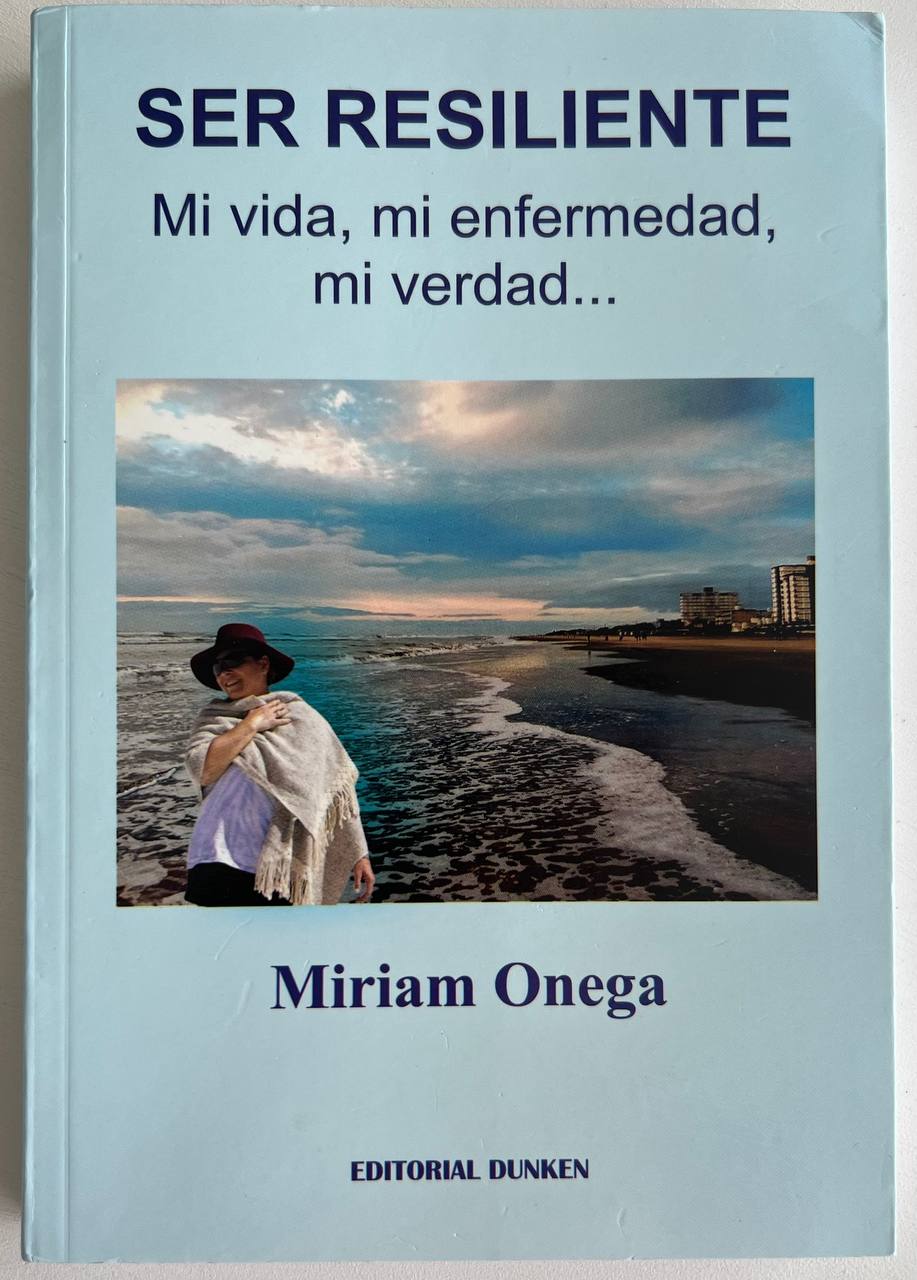 SER RESILIENTE
Mi vida, mi enfermedad,
mi verdad...
Miriam Onega
EDITORIAL DUNKEN